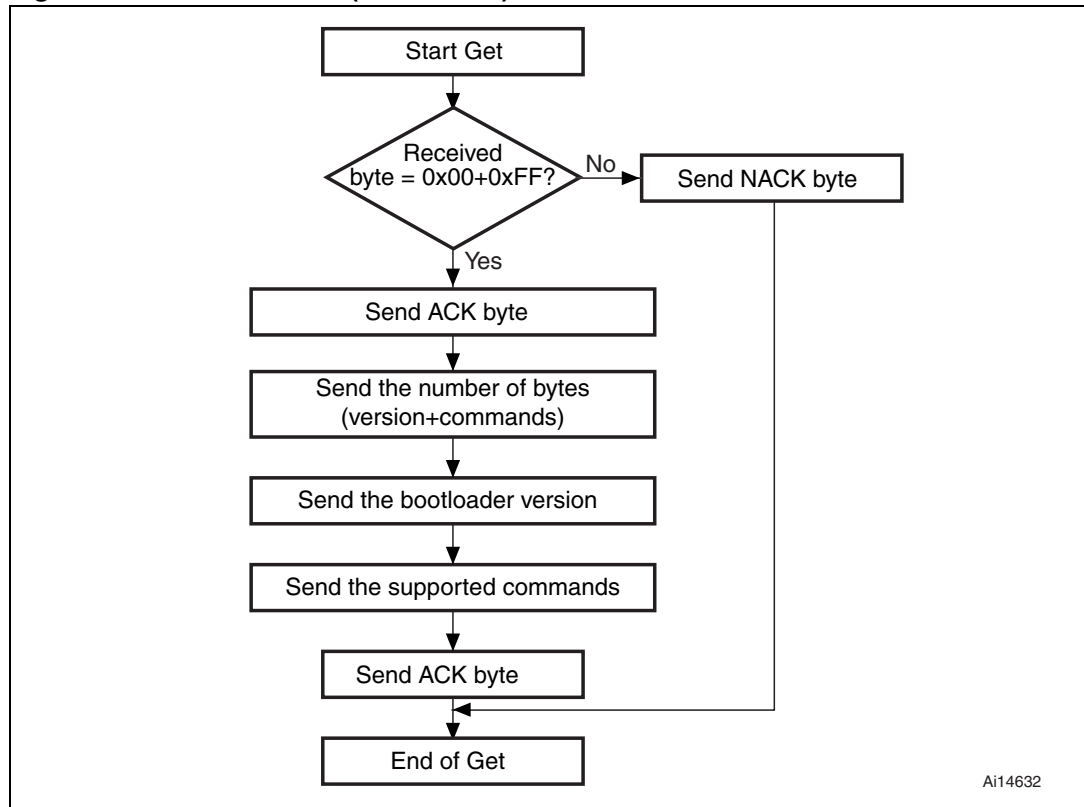 Start Get
Received
byte = 0x00+0xFF?
No
Send NACK byte
Yes
Send ACK byte
Send the number of bytes
(version+commands)
Send the bootloader version
Send the supported commands
Send ACK byte
End of Get
Ai14632